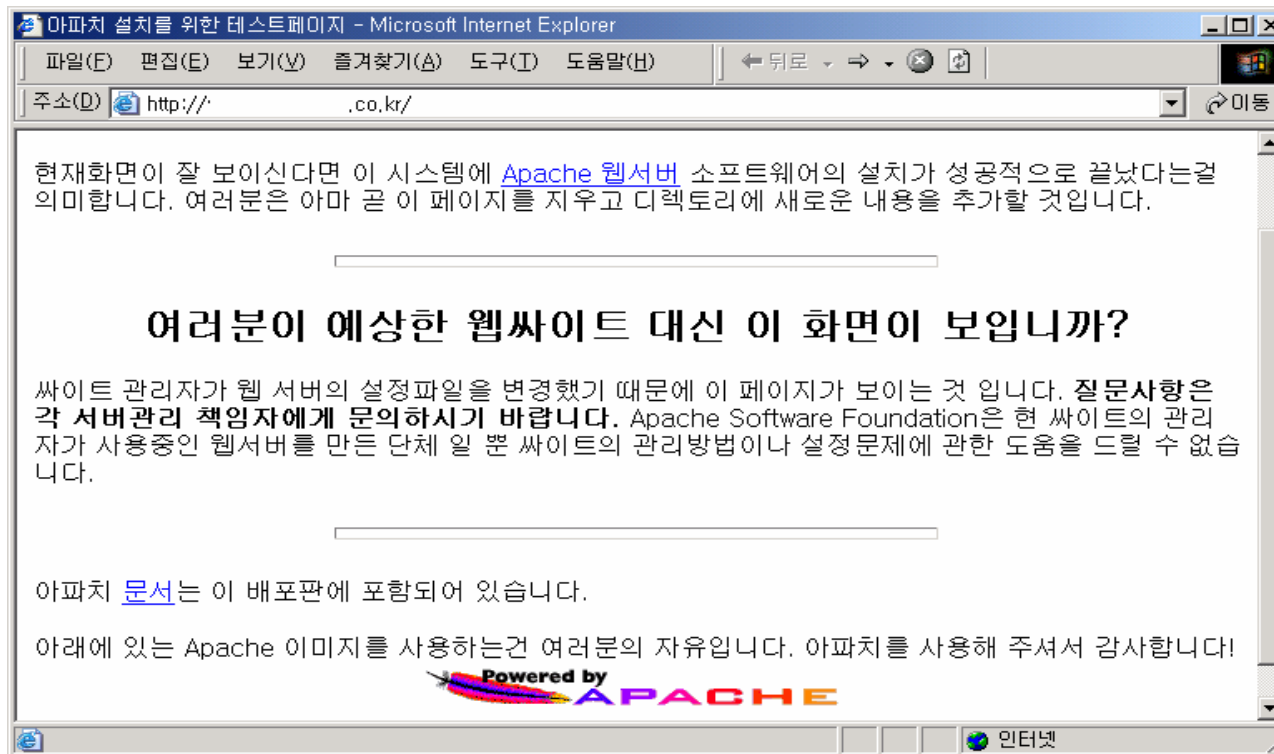 아파치 설치를 위한 테스트페이지 - Microsoft Internet Explorer
파일(F) 편집(E) 보기(V) 즐겨찾기(A) 도구(T) 도움말(H) 뒤로
주소(D) http:// .co.kr/ 이동
현재화면이 잘 보이신다면 이 시스템에 Apache 웹서버 소프트웨어의 설치가 성공적으로 끝났다는걸
의미합니다. 여러분은 아마 곧 이 페이지를 지우고 디렉토리에 새로운 내용을 추가할 것입니다.
여러분이 예상한 웹싸이트 대신 이 화면이 보입니까?
싸이트 관리자가 웹 서버의 설정파일을 변경했기 때문에 이 페이지가 보이는 것 입니다. 질문사항은
각 서버관리 책임자에게 문의하시기 바랍니다. Apache Software Foundation은 현 싸이트의 관리
자가 사용중인 웹서버를 만든 단체 일 뿐 싸이트의 관리방법이나 설정문제에 관한 도움을 드릴 수 없습
니다.
아파치 문서는 이 배포판에 포함되어 있습니다.
아래에 있는 Apache 이미지를 사용하는건 여러분의 자유입니다. 아파치를 사용해 주셔서 감사합니다!
Powered by
APACHE
인터넷